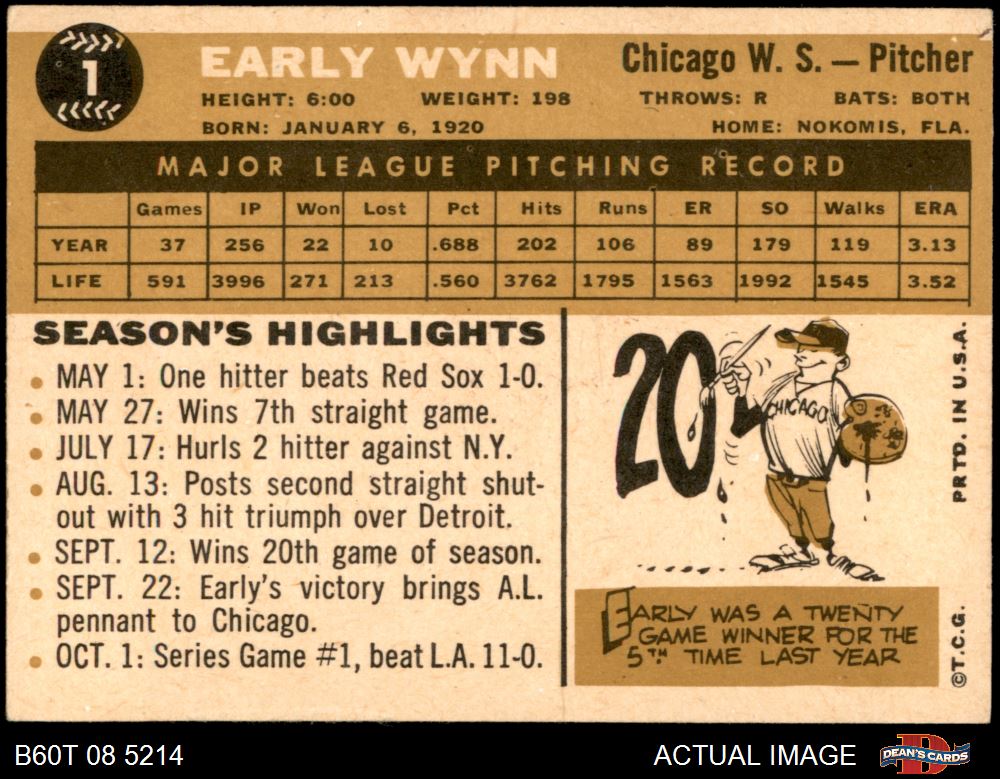 1
EARLY WYNN
Chicago W. S. — Pitcher
HEIGHT: 6:00 WEIGHT: 198 THROWS: R BATS: BOTH
BORN: JANUARY 6, 1920 HOME: NOKOMIS, FLA.
MAJOR LEAGUE PITCHING RECORD
Games IP Won Lost Pct Hits Runs ER SO Walks ERA
YEAR 37 256 22 10 .688 202 106 89 179 119 3.13
LIFE 591 3996 271 213 .560 3762 1795 1563 1992 1545 3.52
SEASON'S HIGHLIGHTS
• MAY 1: One hitter beats Red Sox 1-0.
• MAY 27: Wins 7th straight game.
• JULY 17: Hurls 2 hitter against N.Y.
• AUG. 13: Posts second straight shut-
out with 3 hit triumph over Detroit.
• SEPT. 12: Wins 20th game of season.
• SEPT. 22: Early's victory brings A.L.
pennant to Chicago.
• OCT. 1: Series Game #1, beat L.A. 11-0.
20
CHICAGO
EARLY WAS A TWENTY
GAME WINNER FOR THE
5TH TIME LAST YEAR
PRTD. IN U.S.A.
©T.C.G.
B60T 08 5214
ACTUAL IMAGE
D
DEAN'S CARDS